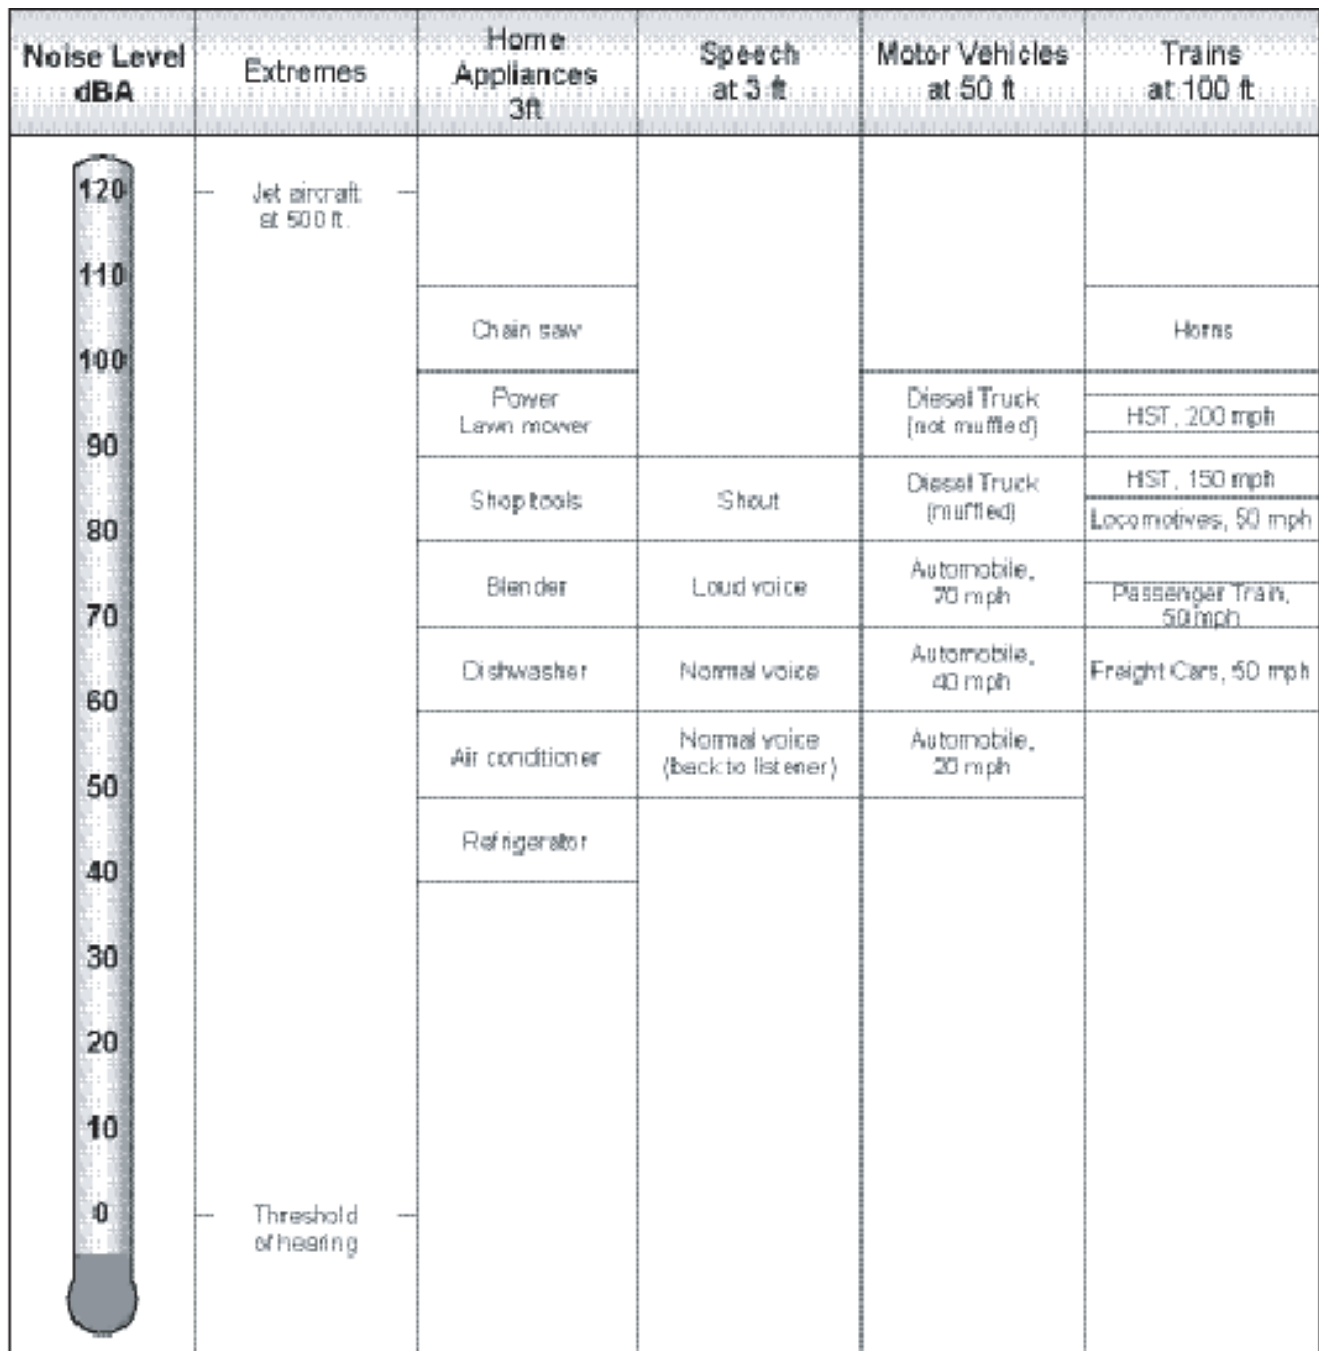 Noise Level
dBA
Extremes
Home
Appliances
3ft
Speech
at 3 ft
Motor Vehicles
at 50 ft
Trains
at 100 ft
120
Jet aircraft
at 500 ft.
110
Chain saw
Horns
100
Power
Lawn mower
Diesel Truck
(not muffled)
HST, 200 mph
90
Shop tools
Shout
Diesel Truck
(muffled)
HST, 150 mph
Locomotives, 50 mph
80
Blender
Loud voice
Automobile,
70 mph
Passenger Train,
50 mph
70
Dishwasher
Normal voice
Automobile,
40 mph
Freight Cars, 50 mph
60
Air conditioner
Normal voice
(back to listener)
Automobile,
20 mph
50
Refrigerator
40
30
20
10
0
Threshold
of hearing